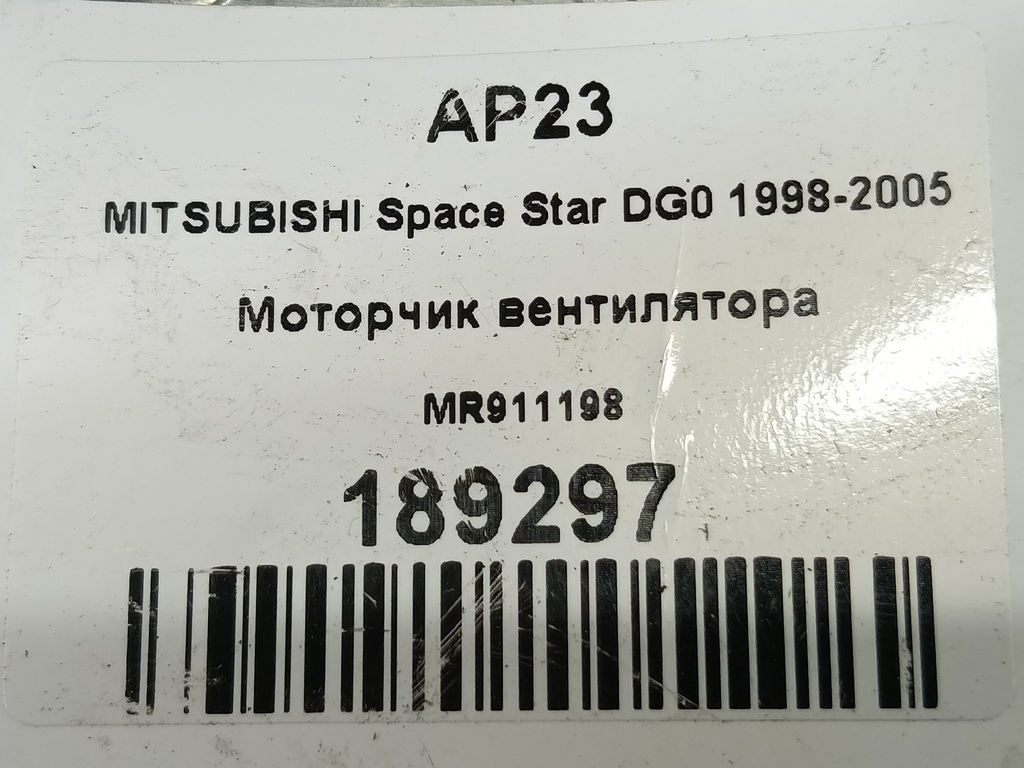 AP23
MITSUBISHI Space Star DG0 1998-2005
Моторчик вентилятора
MR911198
189297